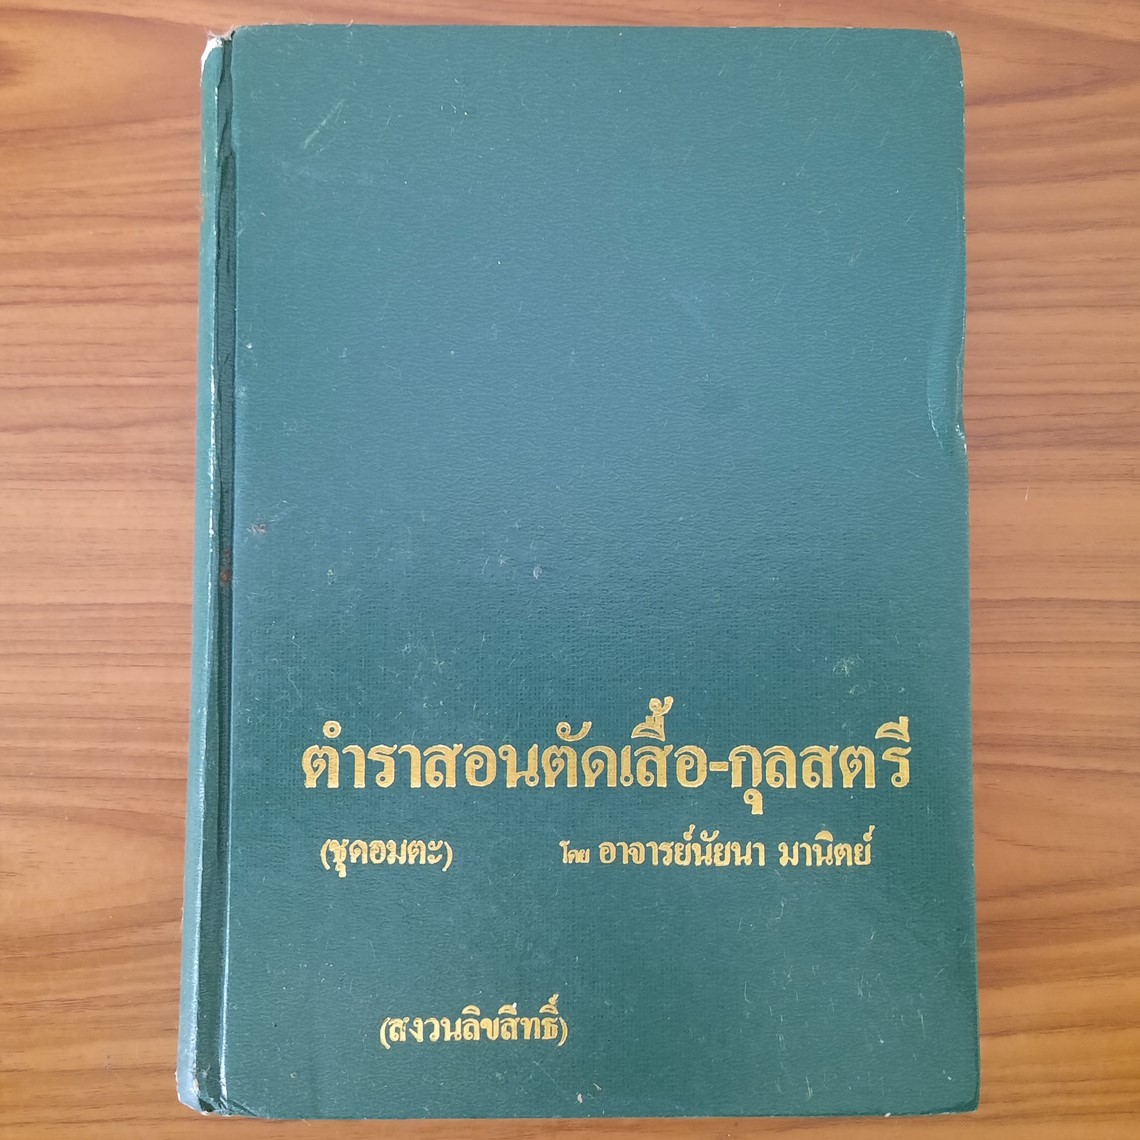 ตำราสอนตัดเสื้อ-กุลสตรี
(ชุดอมตะ) โดย อาจารย์นัยนา มานิตย์
(สงวนลิขสิทธิ์)